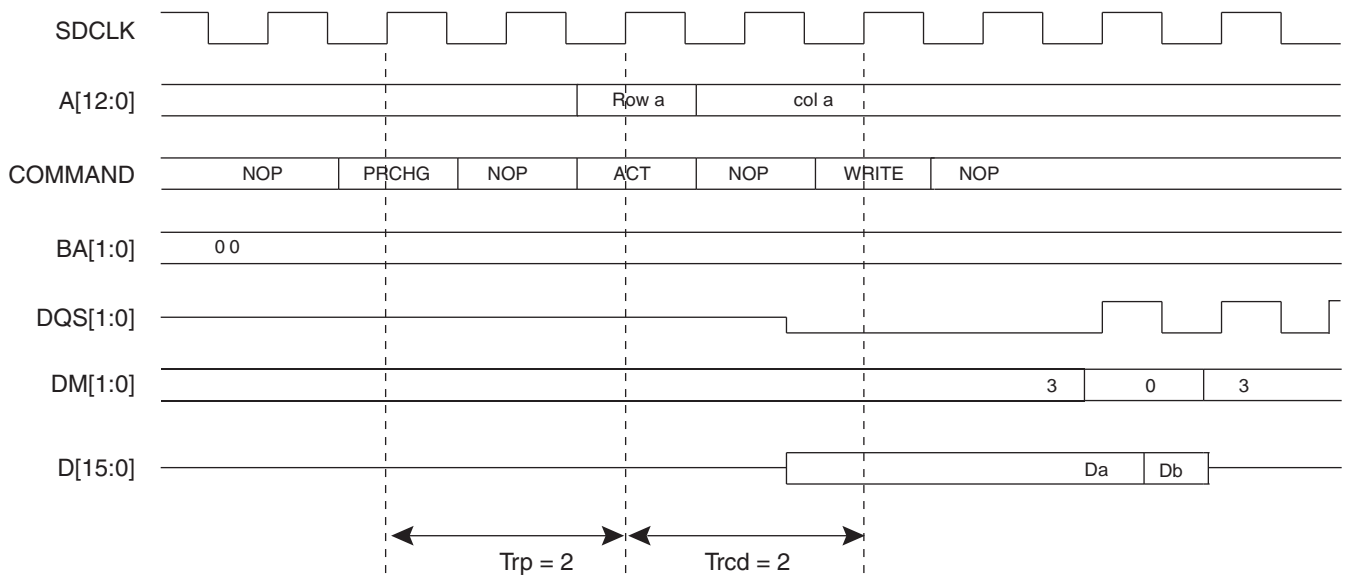 SDCLK
A[12:0] Row a col a
COMMAND NOP PRCHG NOP ACT NOP WRITE NOP
BA[1:0] 0 0
DQS[1:0]
DM[1:0] 3 0 3
D[15:0] Da Db
Trp = 2 Trcd = 2